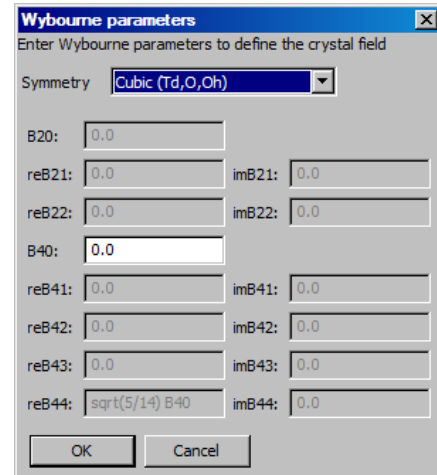 Wybourne parameters
Enter Wybourne parameters to define the crystal field
Symmetry Cubic (Td,O,Oh)
B20: 0.0
reB21: 0.0 imB21: 0.0
reB22: 0.0 imB22: 0.0
B40: 0.0
reB41: 0.0 imB41: 0.0
reB42: 0.0 imB42: 0.0
reB43: 0.0 imB43: 0.0
reB44: sqrt(5/14) B40 imB44: 0.0
OK Cancel